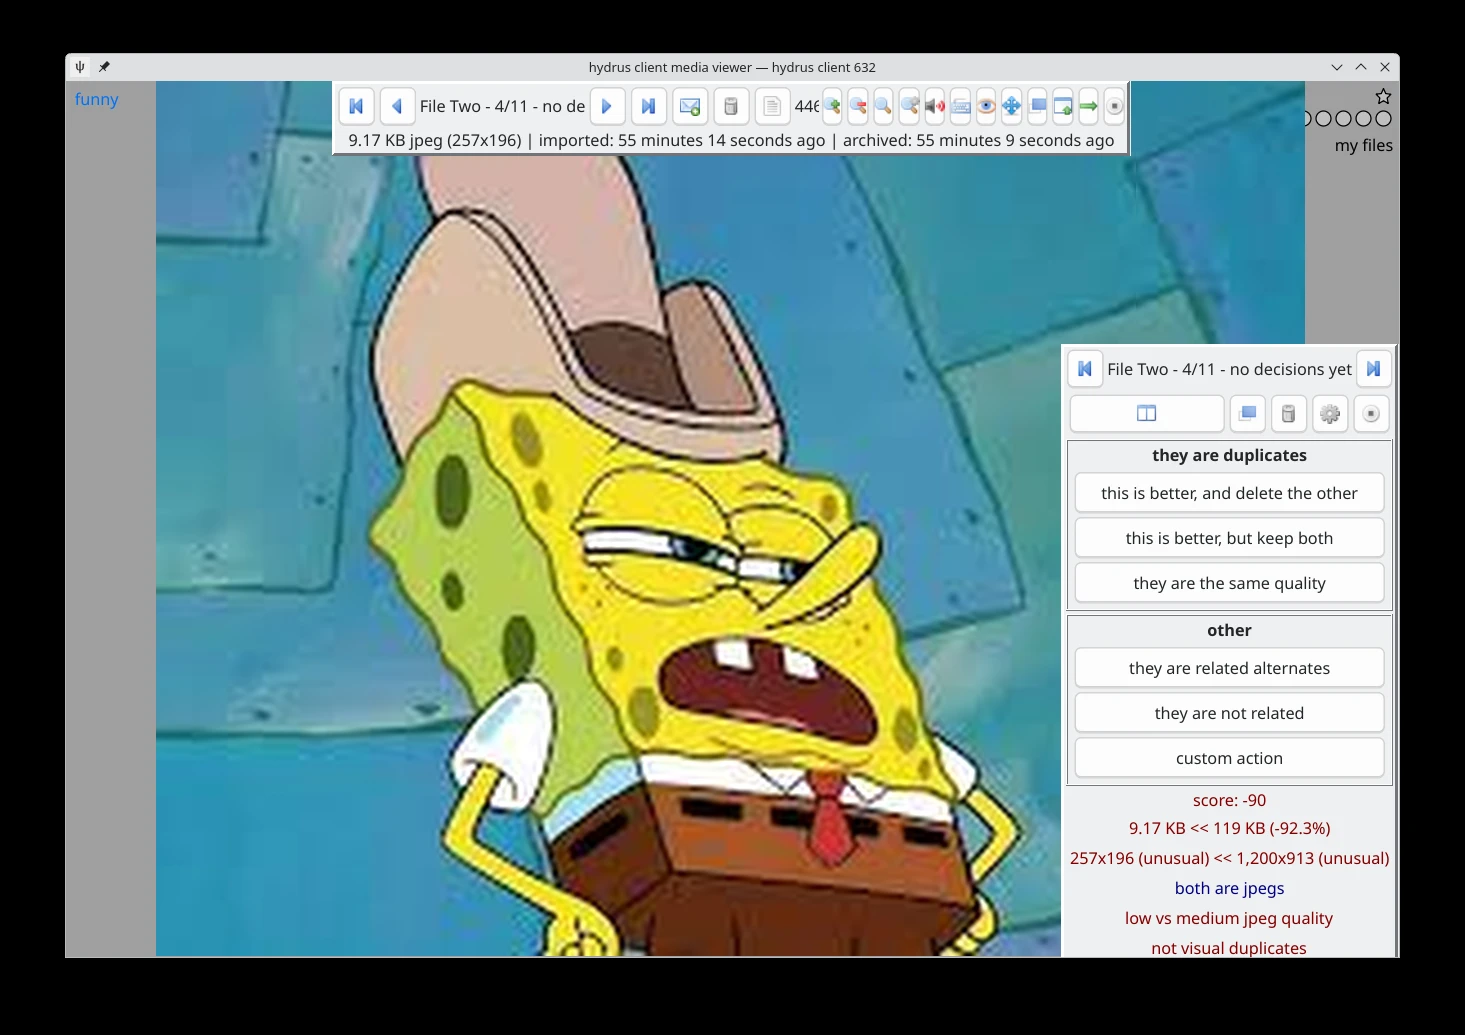 hydrus client media viewer — hydrus client 632
funny
File Two - 4/11 - no de
446
9.17 KB jpeg (257x196) | imported: 55 minutes 14 seconds ago | archived: 55 minutes 9 seconds ago
my files
File Two - 4/11 - no decisions yet
they are duplicates
this is better, and delete the other
this is better, but keep both
they are the same quality
other
they are related alternates
they are not related
custom action
score: -90
9.17 KB << 119 KB (-92.3%)
257x196 (unusual) << 1,200x913 (unusual)
both are jpegs
low vs medium jpeg quality
not visual duplicates